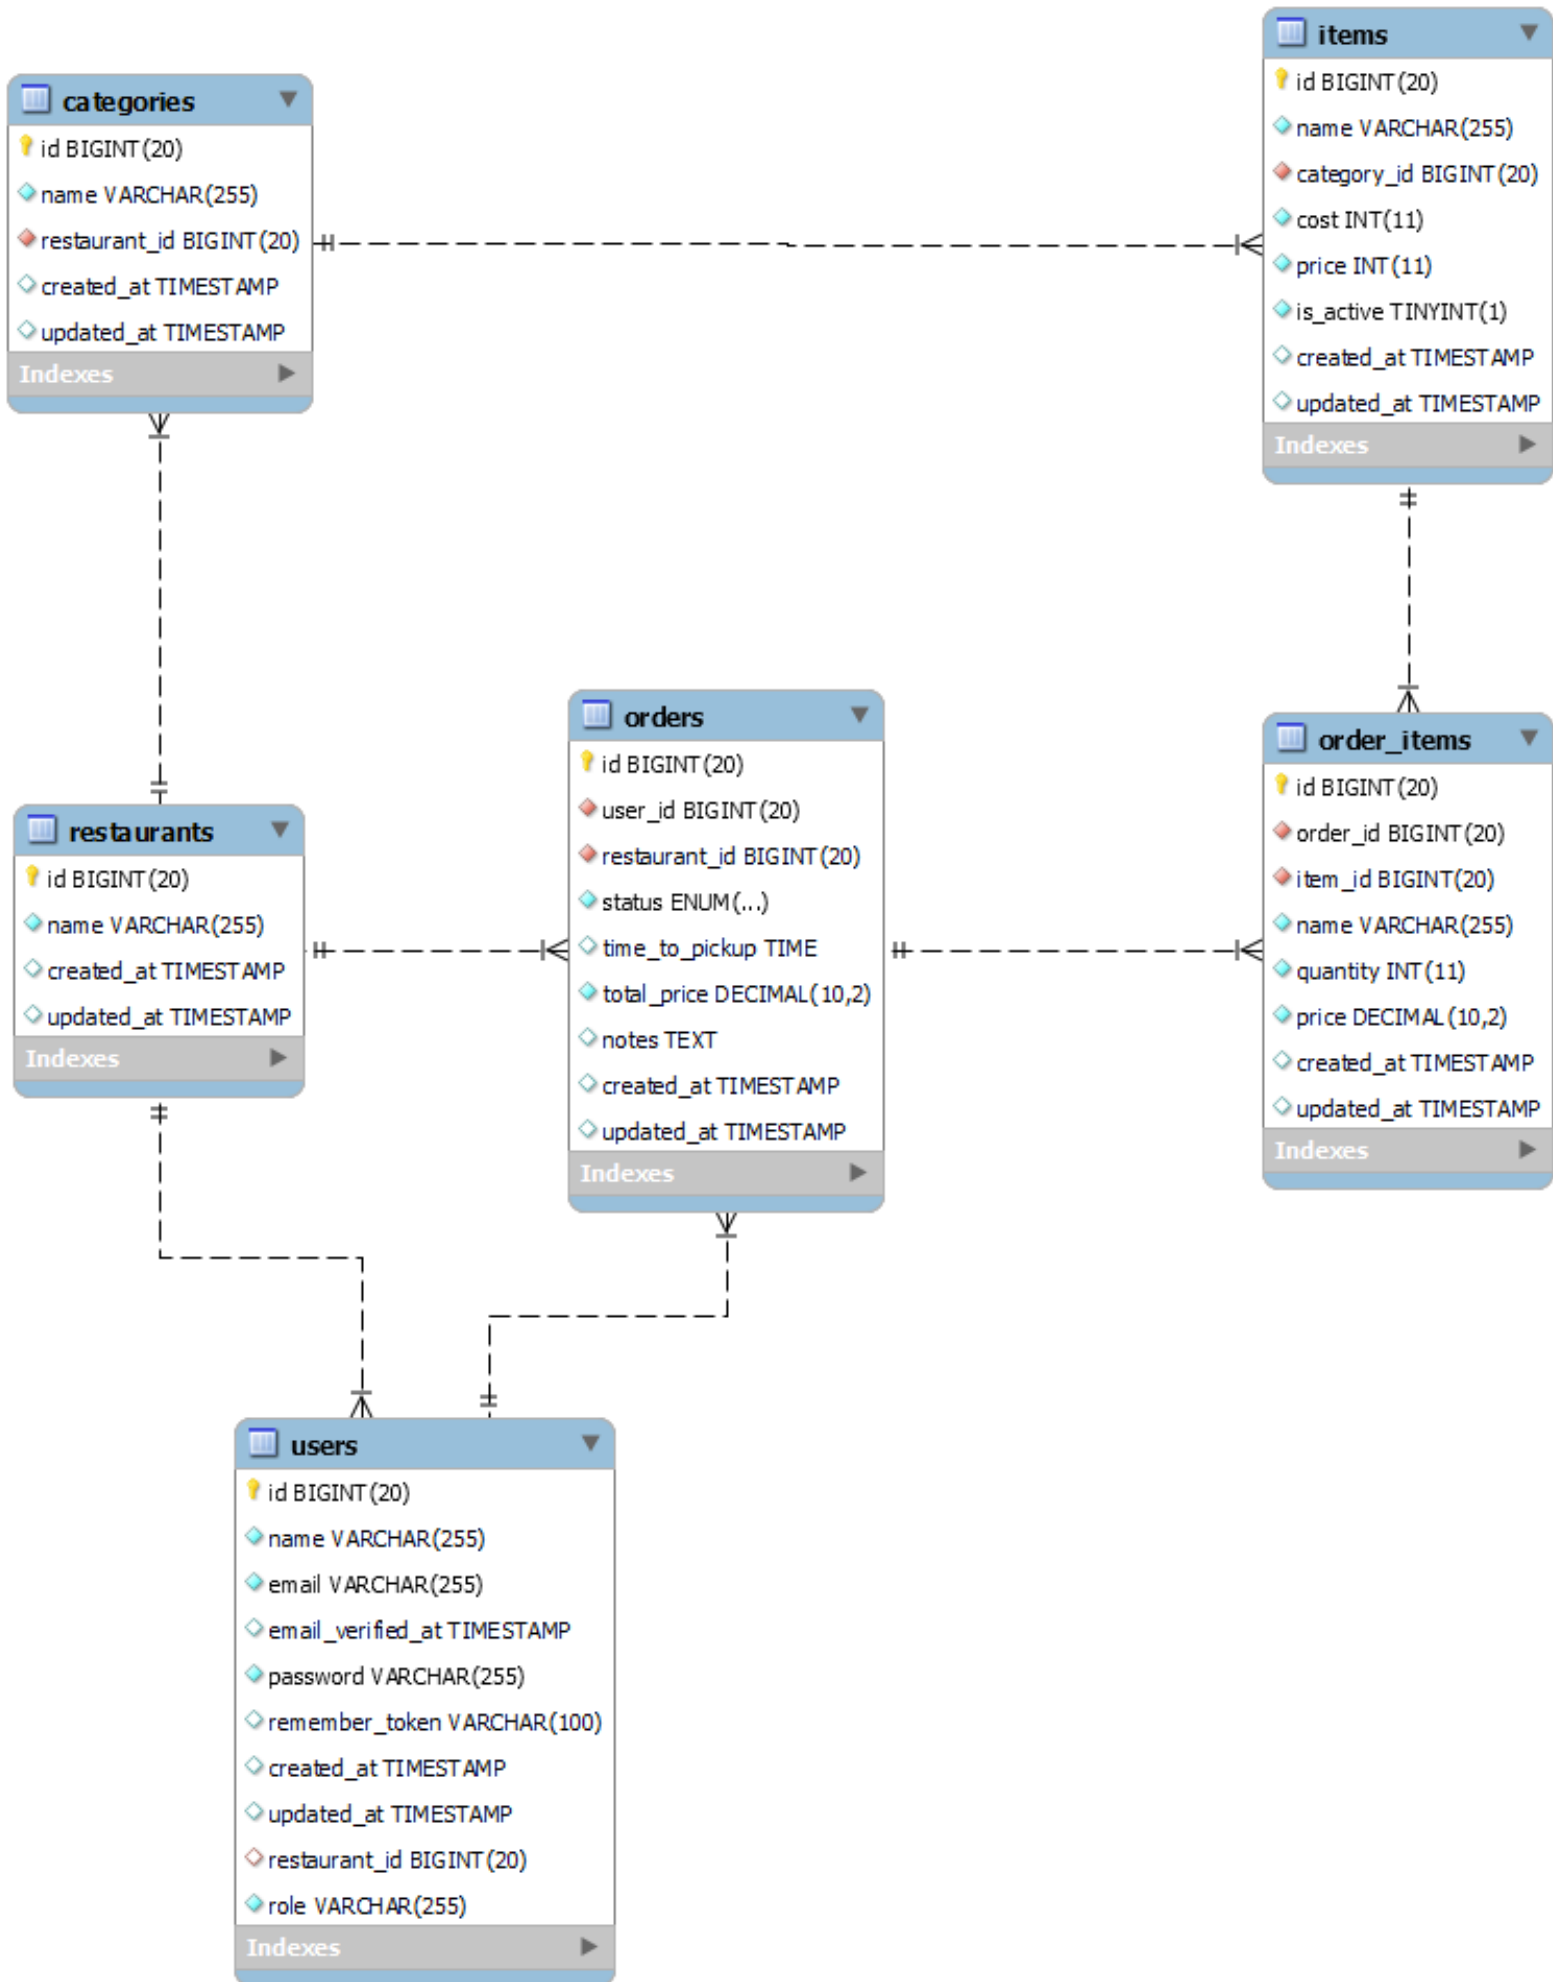 categories
id BIGINT(20)
name VARCHAR(255)
restaurant_id BIGINT(20)
created_at TIMESTAMP
updated_at TIMESTAMP
Indexes
items
id BIGINT(20)
name VARCHAR(255)
category_id BIGINT(20)
cost INT(11)
price INT(11)
is_active TINYINT(1)
created_at TIMESTAMP
updated_at TIMESTAMP
Indexes
restaurants
id BIGINT(20)
name VARCHAR(255)
created_at TIMESTAMP
updated_at TIMESTAMP
Indexes
orders
id BIGINT(20)
user_id BIGINT(20)
restaurant_id BIGINT(20)
status ENUM(...)
time_to_pickup TIME
total_price DECIMAL(10,2)
notes TEXT
created_at TIMESTAMP
updated_at TIMESTAMP
Indexes
order_items
id BIGINT(20)
order_id BIGINT(20)
item_id BIGINT(20)
name VARCHAR(255)
quantity INT(11)
price DECIMAL(10,2)
created_at TIMESTAMP
updated_at TIMESTAMP
Indexes
users
id BIGINT(20)
name VARCHAR(255)
email VARCHAR(255)
email_verified_at TIMESTAMP
password VARCHAR(255)
remember_token VARCHAR(100)
created_at TIMESTAMP
updated_at TIMESTAMP
restaurant_id BIGINT(20)
role VARCHAR(255)
Indexes